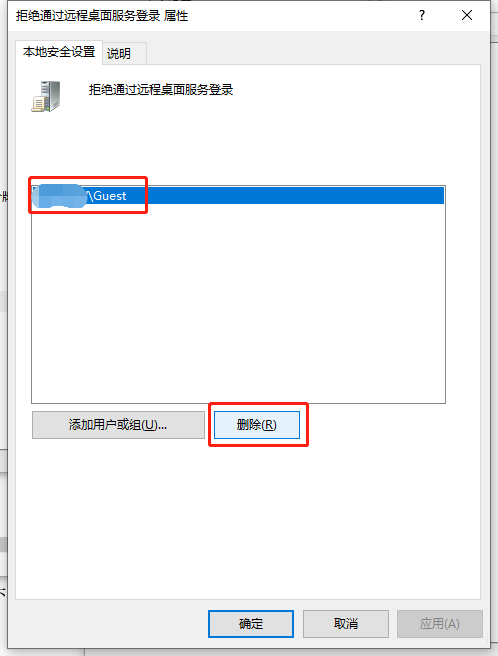 拒绝通过远程桌面服务登录 属性
?
本地安全设置
说明
拒绝通过远程桌面服务登录
\Guest
添加用户或组(U)...
删除(R)
确定
取消
应用(A)